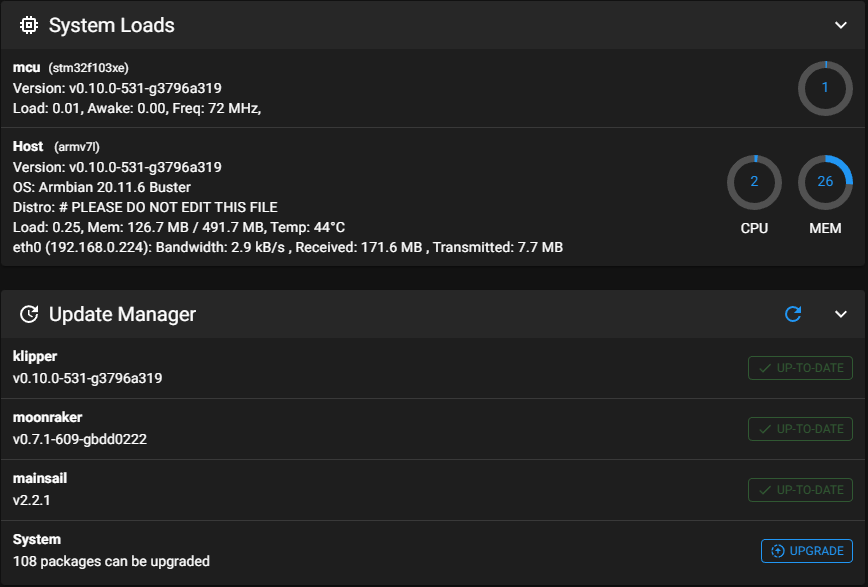 System Loads
mcu (stm32f103xe)
Version: v0.10.0-531-g3796a319
Load: 0.01, Awake: 0.00, Freq: 72 MHz,
1
Host (armv7l)
Version: v0.10.0-531-g3796a319
OS: Armbian 20.11.6 Buster
Distro: # PLEASE DO NOT EDIT THIS FILE
Load: 0.25, Mem: 126.7 MB / 491.7 MB, Temp: 44°C
eth0 (192.168.0.224): Bandwidth: 2.9 kB/s , Received: 171.6 MB , Transmitted: 7.7 MB
2 26
CPU MEM
Update Manager
klipper
v0.10.0-531-g3796a319
UP-TO-DATE
moonraker
v0.7.1-609-gbdd0222
UP-TO-DATE
mainsail
v2.2.1
UP-TO-DATE
System
108 packages can be upgraded
UPGRADE